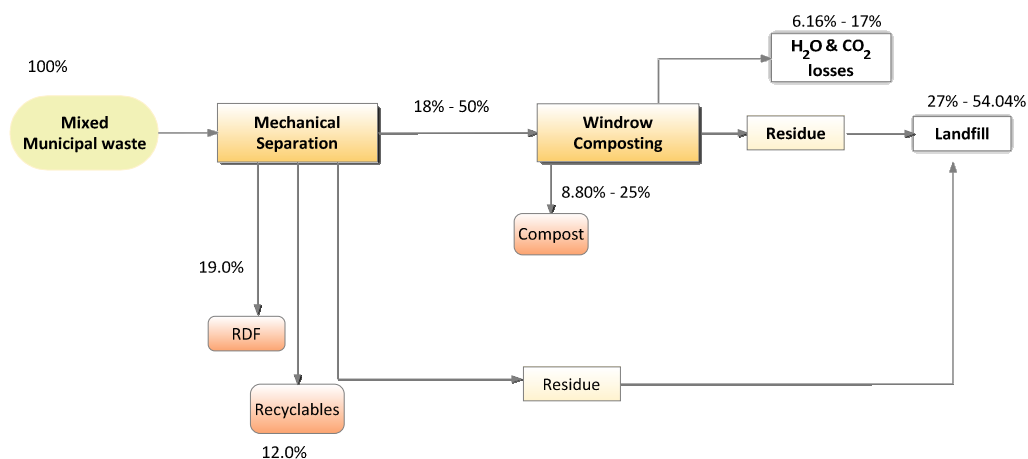 6.16% - 17%
H₂O & CO₂
losses
100%
18% - 50%
27% - 54.04%
Mixed
Municipal waste
Mechanical
Separation
Windrow
Composting
Residue
Landfill
8.80% - 25%
Compost
19.0%
RDF
Residue
Recyclables
12.0%